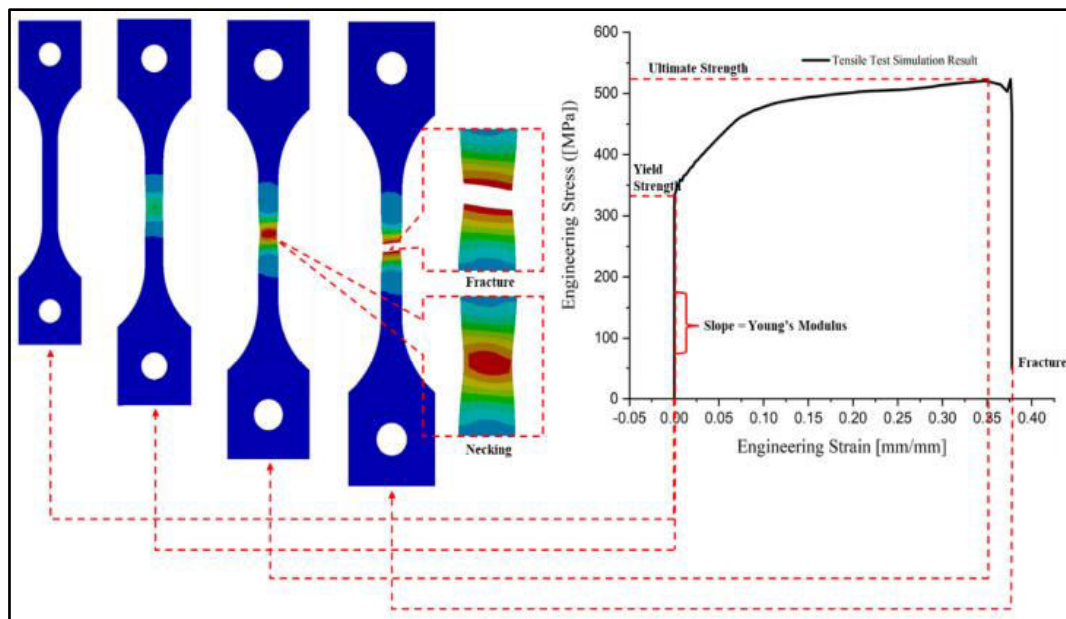 Fracture
Necking
600
500
400
300
200
100
0
Engineering Stress ([MPa])
Tensile Test Simulation Result
Ultimate Strength
Yield
Strength
Slope = Young's Modulus
Fracture
-0.05 0.00 0.05 0.10 0.15 0.20 0.25 0.30 0.35 0.40
Engineering Strain [mm/mm]